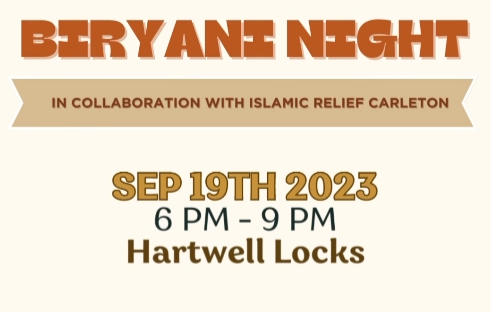 BIRYANI NIGHT
IN COLLABORATION WITH ISLAMIC RELIEF CARLETON
SEP 19TH 2023
6 PM - 9 PM
Hartwell Locks